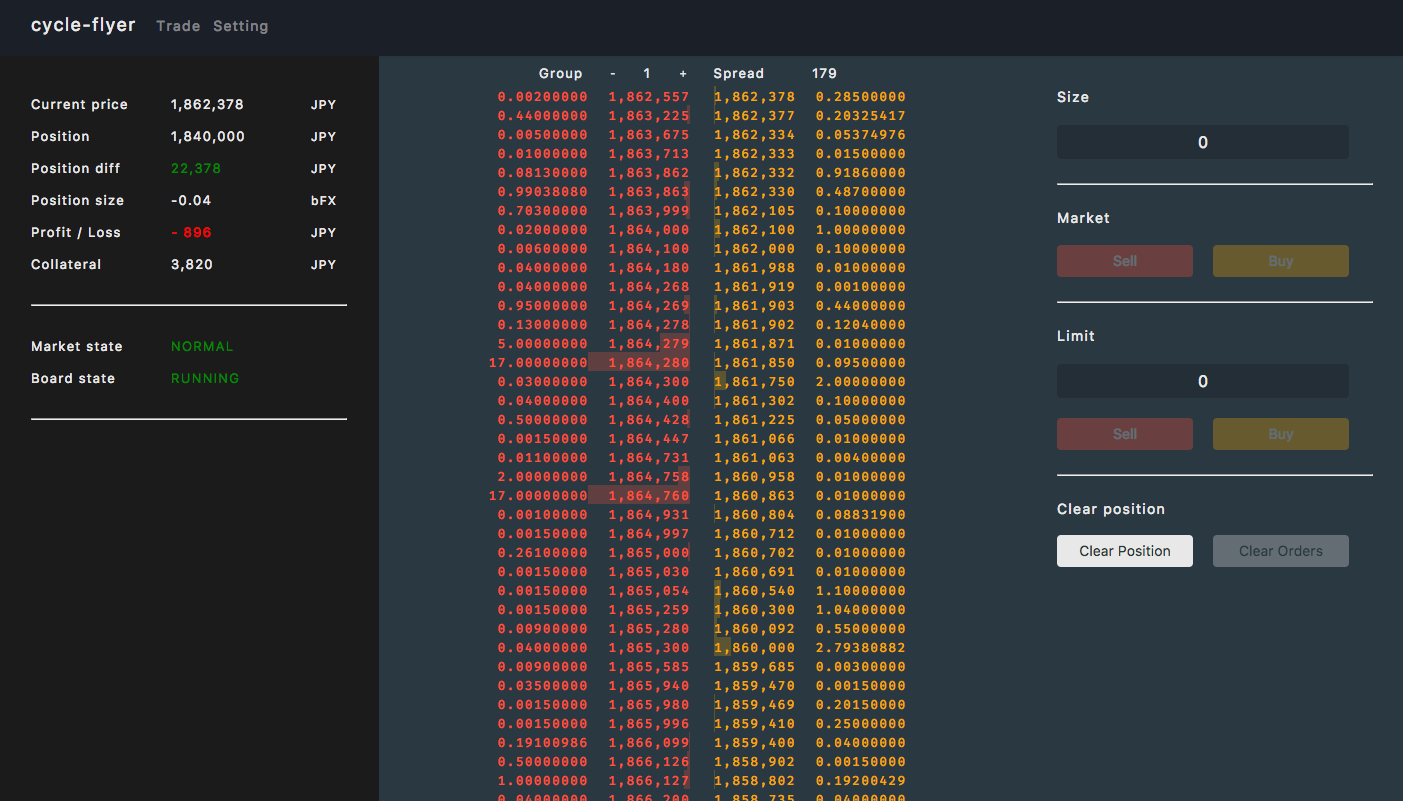 cycle-flyer Trade Setting
Current price 1,862,378 JPY
Position 1,840,000 JPY
Position diff 22,378 JPY
Position size -0.04 bFX
Profit / Loss - 896 JPY
Collateral 3,820 JPY
Market state NORMAL
Board state RUNNING
Group - 1 + Spread 179
0.00200000 1,862,557 1,862,378 0.28500000
0.44000000 1,863,225 1,862,377 0.20325417
0.00500000 1,863,675 1,862,334 0.05374976
0.01000000 1,863,713 1,862,333 0.01500000
0.08130000 1,863,862 1,862,332 0.91860000
0.99038080 1,863,863 1,862,330 0.48700000
0.70300000 1,863,999 1,862,105 0.10000000
0.02000000 1,864,000 1,862,100 1.00000000
0.00600000 1,864,100 1,862,000 0.10000000
0.04000000 1,864,180 1,861,988 0.01000000
0.04000000 1,864,268 1,861,919 0.00100000
0.95000000 1,864,269 1,861,903 0.44000000
0.13000000 1,864,278 1,861,902 0.12040000
5.00000000 1,864,279 1,861,871 0.01000000
17.00000000 1,864,280 1,861,850 0.09500000
0.03000000 1,864,300 1,861,750 2.00000000
0.04000000 1,864,400 1,861,302 0.10000000
0.50000000 1,864,428 1,861,225 0.05000000
0.00150000 1,864,447 1,861,066 0.01000000
0.01100000 1,864,731 1,861,063 0.00400000
2.00000000 1,864,758 1,860,958 0.01000000
17.00000000 1,864,760 1,860,863 0.01000000
0.00100000 1,864,931 1,860,804 0.08831900
0.00150000 1,864,997 1,860,712 0.01000000
0.26100000 1,865,000 1,860,702 0.01000000
0.00150000 1,865,030 1,860,691 0.01000000
0.00150000 1,865,054 1,860,540 1.10000000
0.00150000 1,865,259 1,860,300 1.04000000
0.00900000 1,865,280 1,860,092 0.55000000
0.04000000 1,865,300 1,860,000 2.79380882
0.00900000 1,865,585 1,859,685 0.00300000
0.03500000 1,865,940 1,859,470 0.00150000
0.00150000 1,865,980 1,859,469 0.20150000
0.00150000 1,865,996 1,859,410 0.25000000
0.19100986 1,866,099 1,859,400 0.04000000
0.50000000 1,866,126 1,858,902 0.00150000
1.00000000 1,866,127 1,858,802 0.19200429
0.04000000 1,866,200 1,858,735 0.04000000
Size
0
Market
Sell Buy
Limit
0
Sell Buy
Clear position
Clear Position Clear Orders